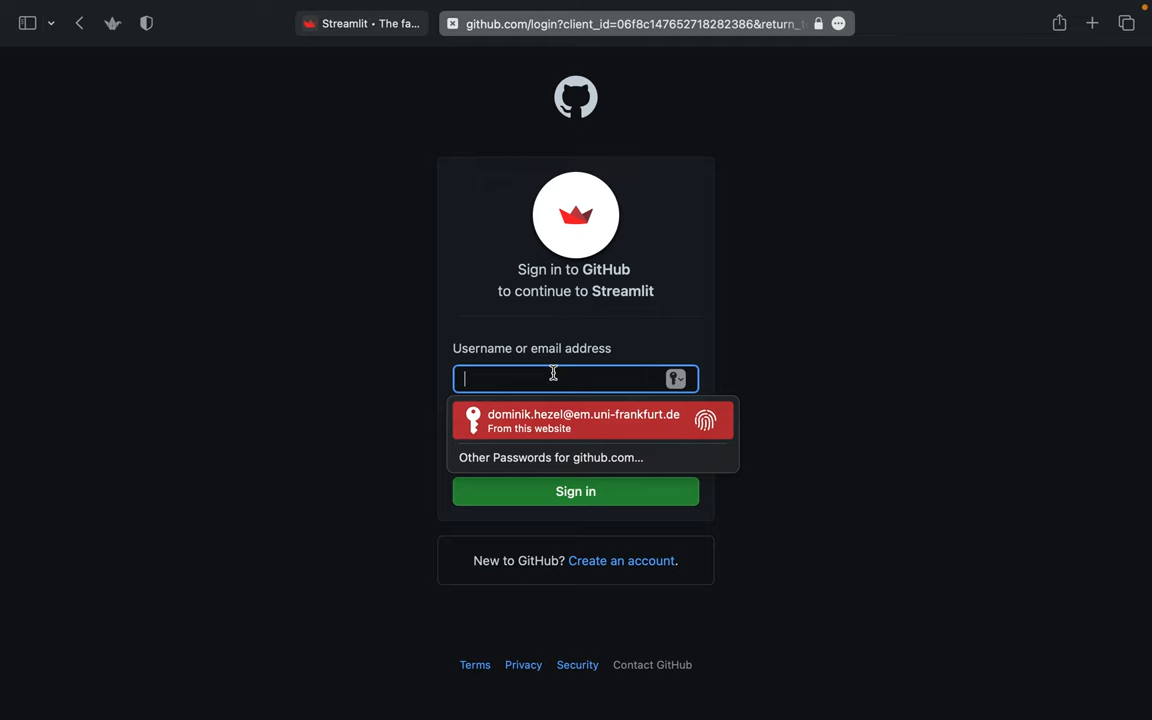 Streamlit • The fa...
github.com/login?client_id=06f8c147652718282386&return_t
Sign in to GitHub
to continue to Streamlit
Username or email address
dominik.hezel@em.uni-frankfurt.de
From this website
Other Passwords for github.com...
Sign in
New to GitHub? Create an account.
Terms Privacy Security Contact GitHub